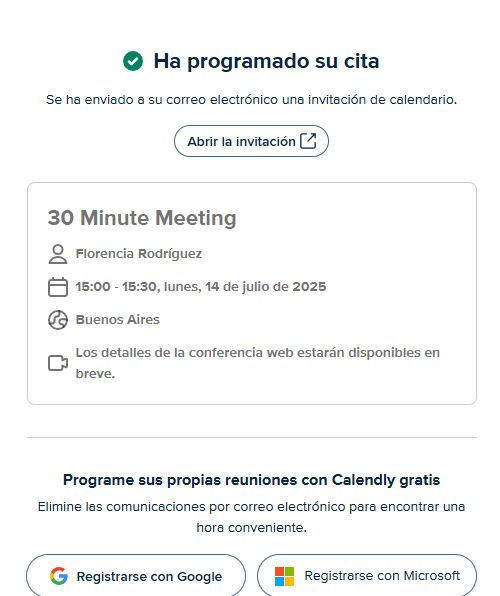 Ha programado su cita
Se ha enviado a su correo electrónico una invitación de calendario.
Abrir la invitación
30 Minute Meeting
Florencia Rodríguez
15:00 - 15:30, lunes, 14 de julio de 2025
Buenos Aires
Los detalles de la conferencia web estarán disponibles en
breve.
Programe sus propias reuniones con Calendly gratis
Elimine las comunicaciones por correo electrónico para encontrar una
hora conveniente.
Registrarse con Google
Registrarse con Microsoft